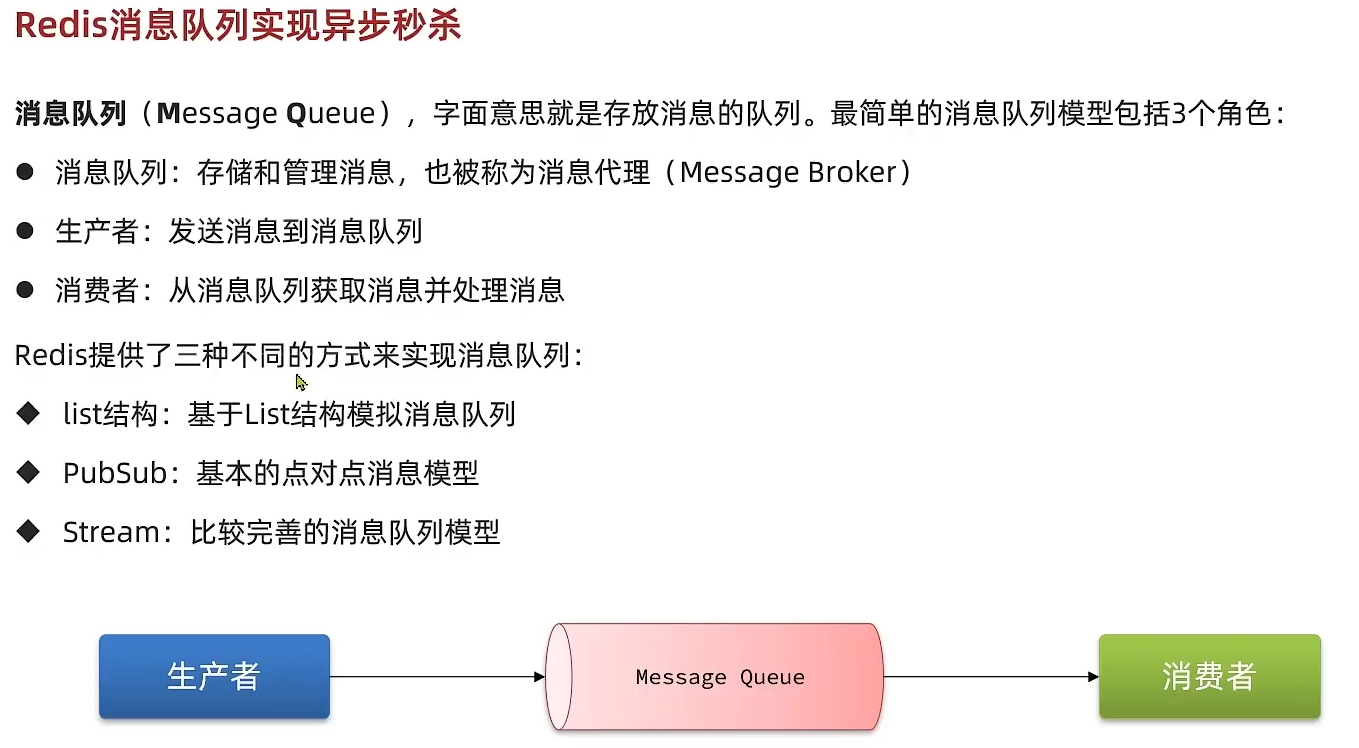 Redis消息队列实现异步秒杀
消息队列（Message Queue），字面意思就是存放消息的队列。最简单的消息队列模型包括3个角色：
● 消息队列：存储和管理消息，也被称为消息代理（Message Broker）
● 生产者：发送消息到消息队列
● 消费者：从消息队列获取消息并处理消息
Redis提供了三种不同的方式来实现消息队列：
◆ list结构：基于List结构模拟消息队列
◆ PubSub：基本的点对点消息模型
◆ Stream：比较完善的消息队列模型
生产者
Message Queue
消费者